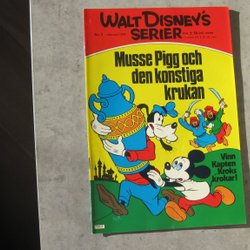 WALT DISNEY'S
SERIER
Musse Pigg och
den konstiga
krukan
Vinn
Kapten
Kroks
krokar!